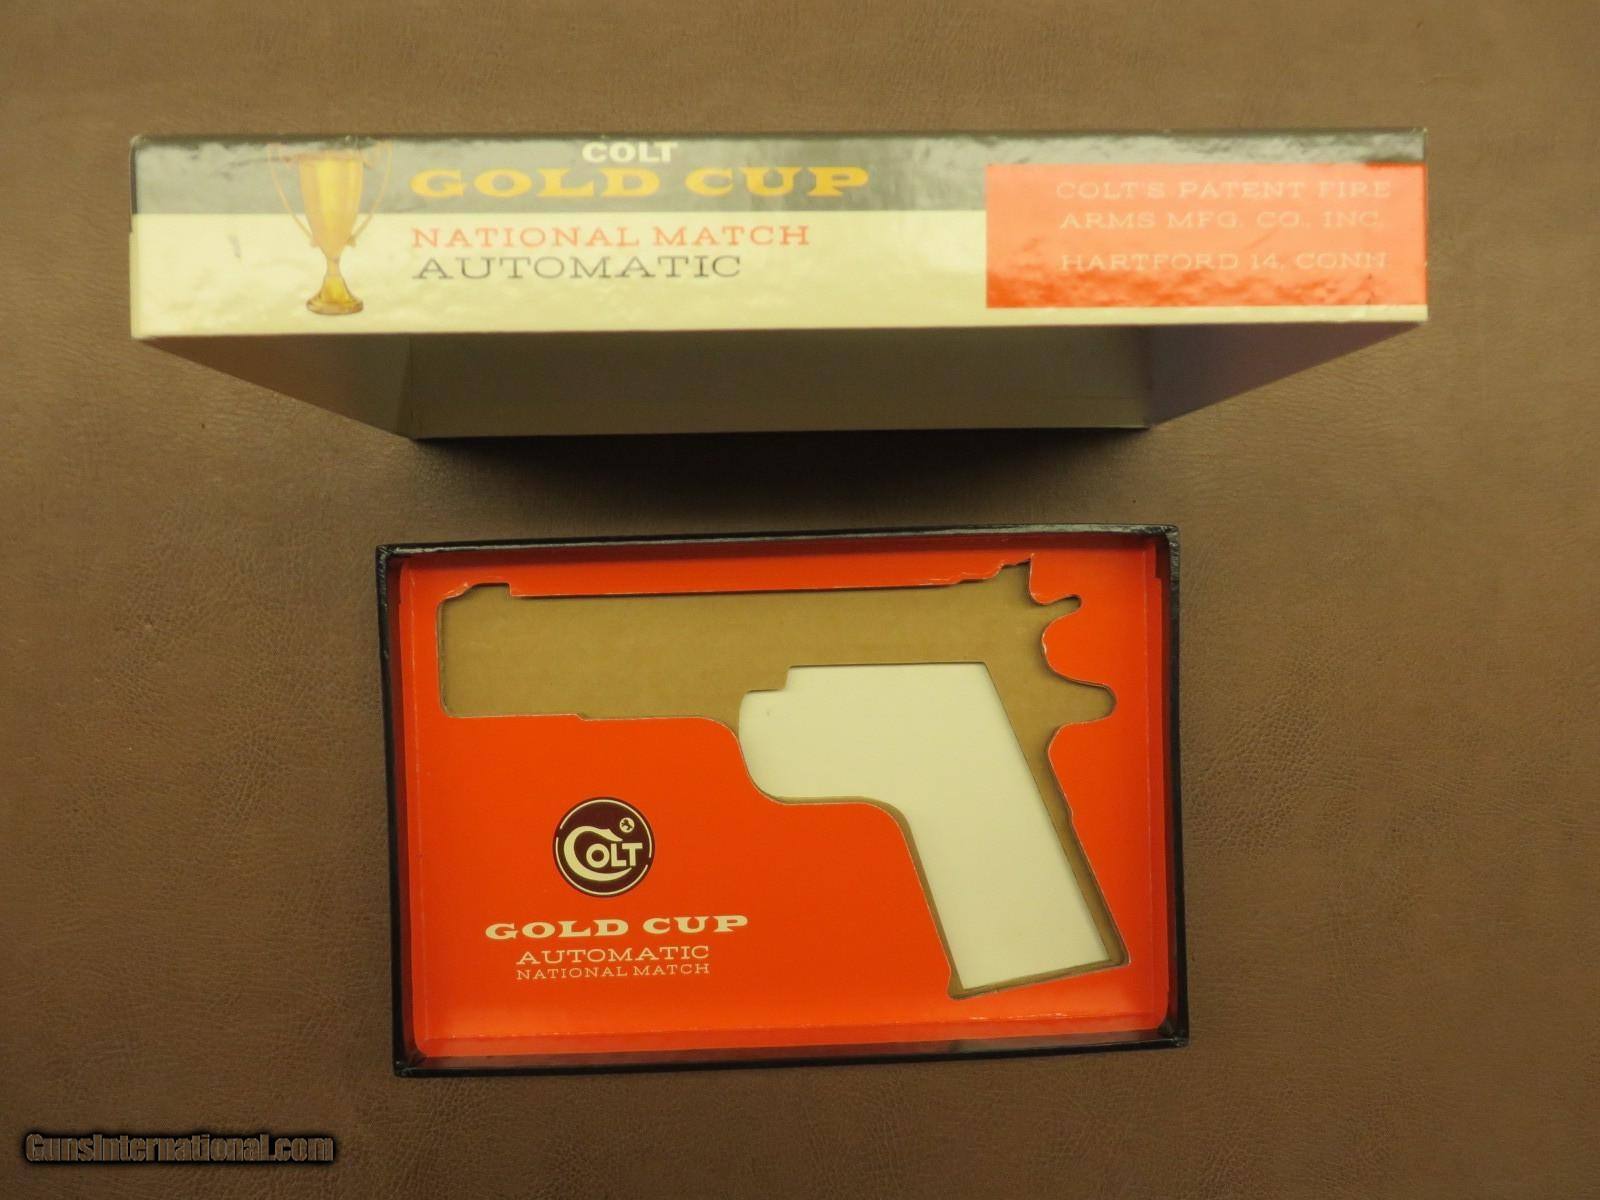 COLT
GOLD CUP
NATIONAL MATCH
AUTOMATIC
COLT'S PATENT FIRE
ARMS MFG. CO., INC.
HARTFORD 14, CONN.
COLT
GOLD CUP
AUTOMATIC
NATIONAL MATCH
GunsInternational.com